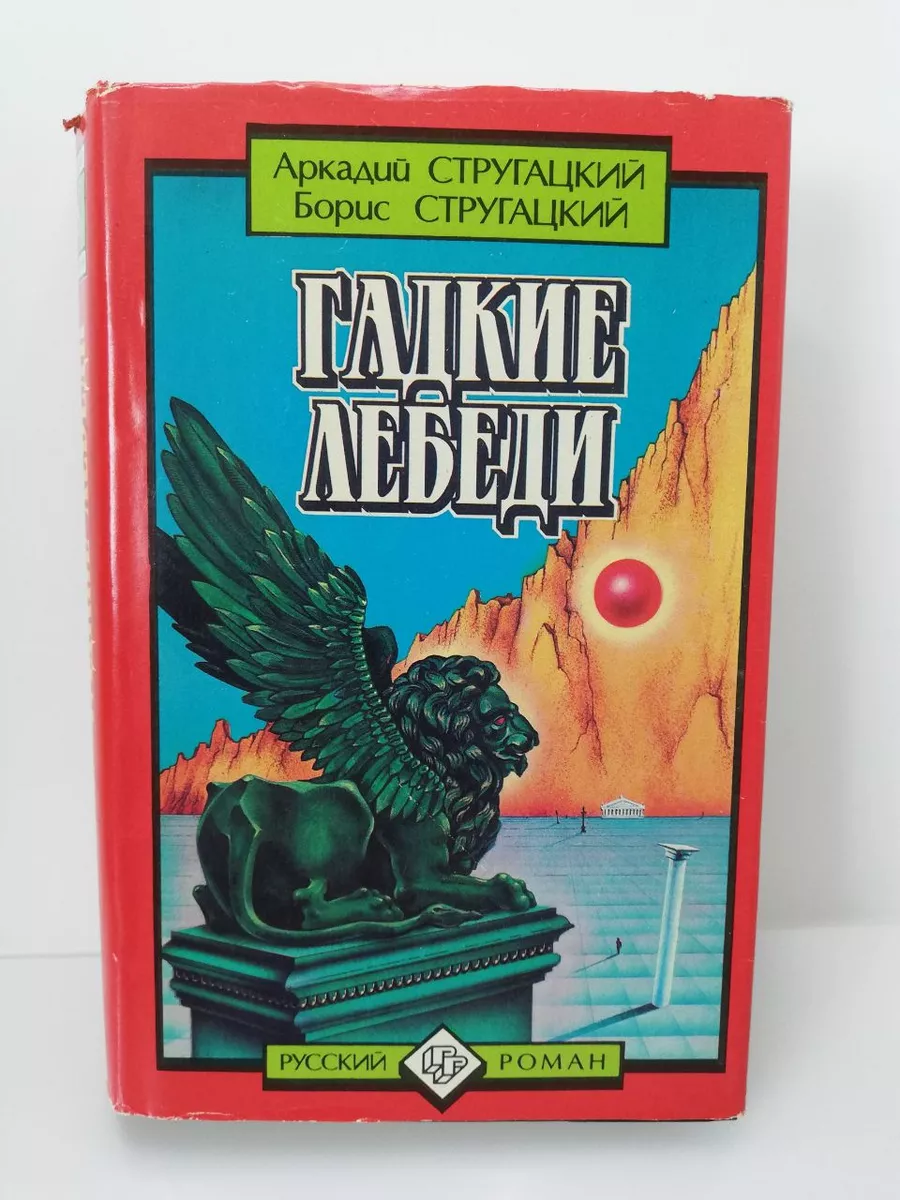 Аркадий СТРУГАЦКИЙ
Борис СТРУГАЦКИЙ
ГАДКИЕ
ЛЕБЕДИ
РУССКИЙ РОМАН